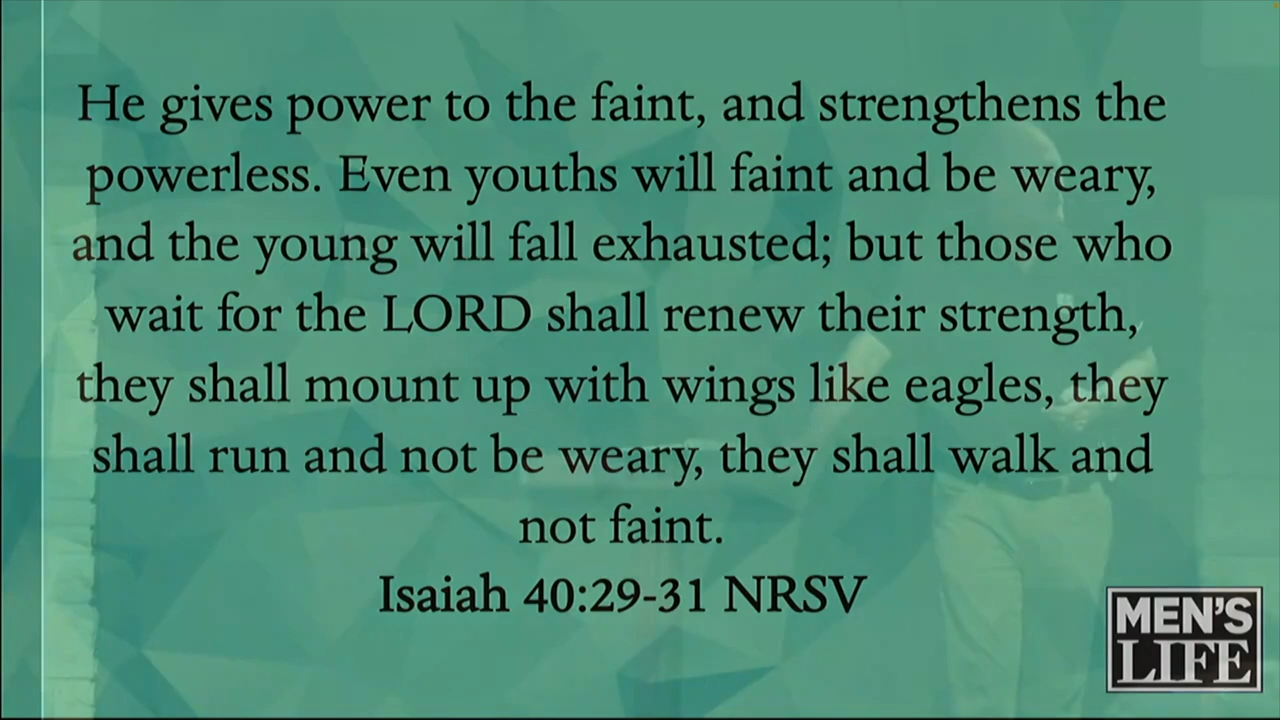 He gives power to the faint, and strengthens the
powerless. Even youths will faint and be weary,
and the young will fall exhausted; but those who
wait for the LORD shall renew their strength,
they shall mount up with wings like eagles, they
shall run and not be weary, they shall walk and
not faint.
Isaiah 40:29-31 NRSV
MEN'S
LIFE